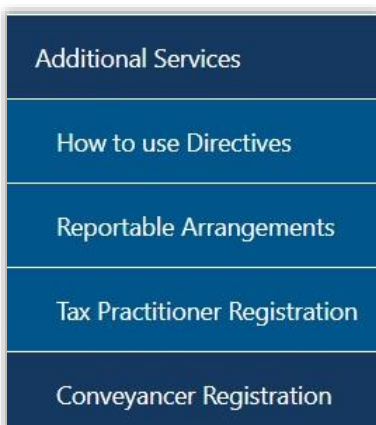 Additional Services
How to use Directives
Reportable Arrangements
Tax Practitioner Registration
Conveyancer Registration